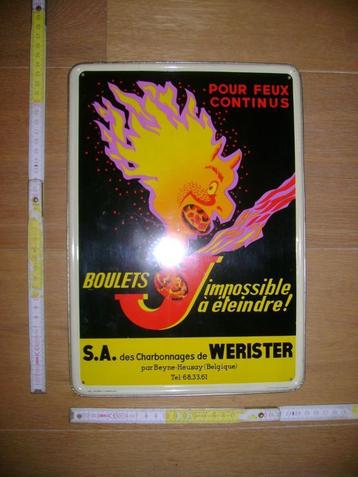 POUR FEUX
CONTINUS
BOULETS
impossible
à éteindre!
S.A. des Charbonnages de WERISTER
par Beyne-Heusay (Belgique)
Tel: 68.33.61